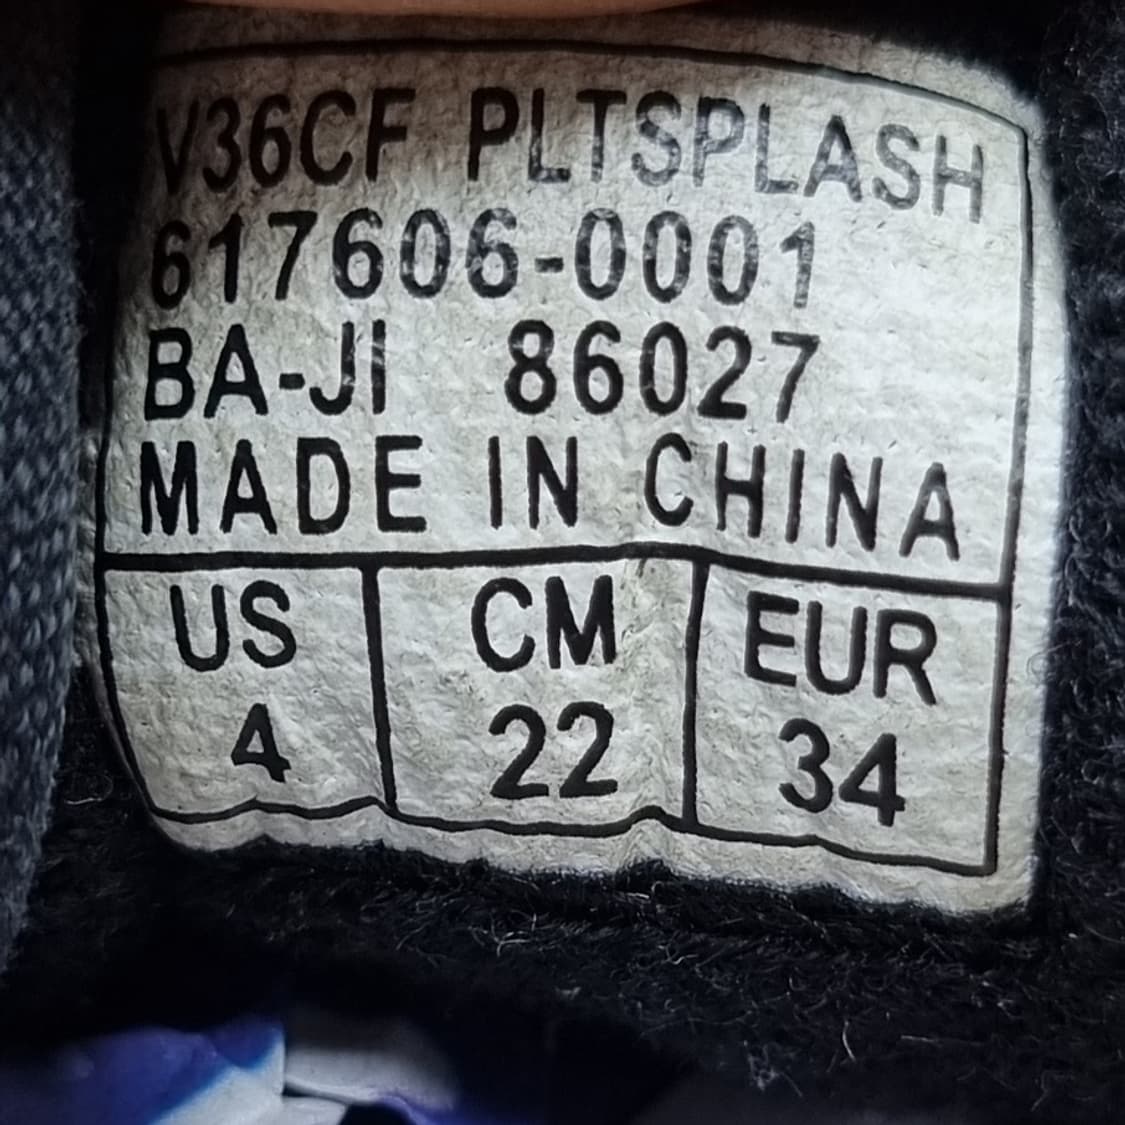 V36CF PLTSPLASH
617606-0001
BA-JI 86027
MADE IN CHINA
US CM EUR
4 22 34